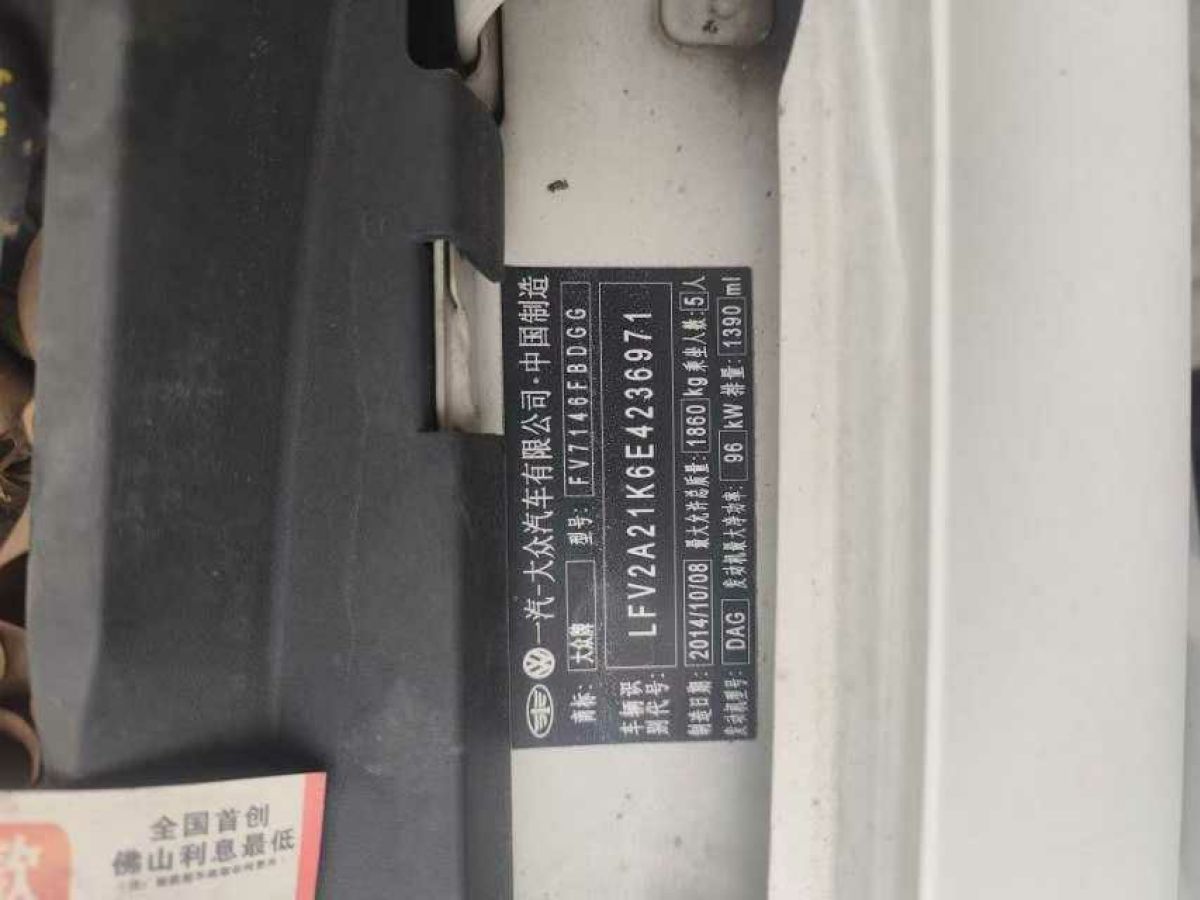 一汽-大众汽车有限公司·中国制造
商标: 大众牌 型号: FV7146FBDGG
车辆识别代号: LFV2A21K6E4236971
制造日期: 2014/10/08 最大允许总质量: 1860 kg 乘坐人数: 5 人
发动机型号: DAG 发动机最大净功率: 96 kW 排量: 1390 ml
全国首创
佛山利息最低
款